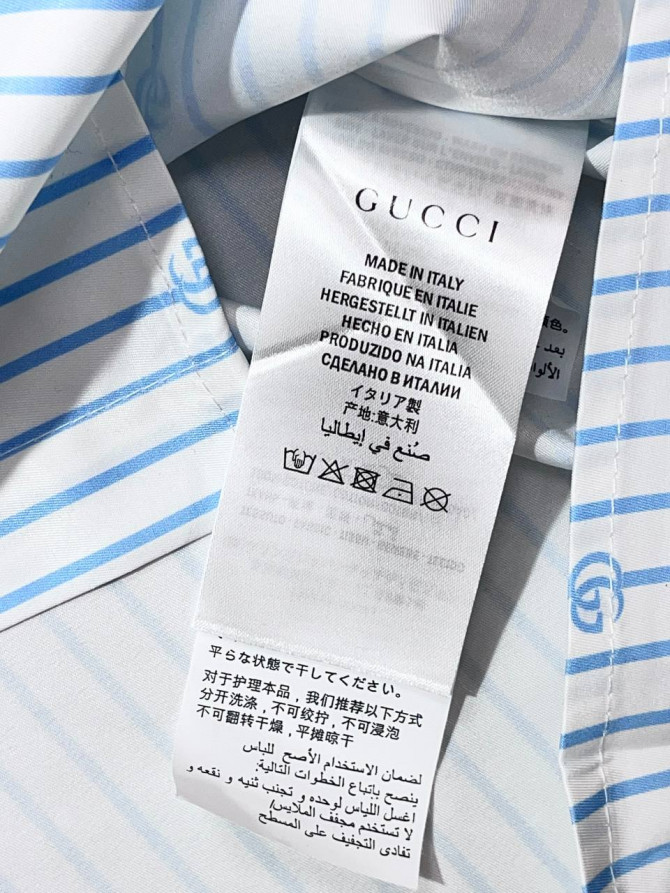 GUCCI
MADE IN ITALY
FABRIQUE EN ITALIE
HERGESTELLT IN ITALIEN
HECHO EN ITALIA
PRODUZIDO NA ITALIA
СДЕЛАНО В ИТАЛИИ
イタリア製
产地:意大利
صُنع في إيطاليا
色。
بعد
الألوا
平らな状態で干してください。
对于护理本品，我们推荐以下方式
分开洗涤，不可绞拧，不可浸泡
不可翻转干燥，平摊晾干
لضمان الاستخدام الأصح للباس
ينصح بإتباع الخطوات التالية:
اغسل اللباس لوحده و تجنب ثنيه و نقعه و
لا تستخدم مجفف الملابس/
تفادى التجفيف على المسطح